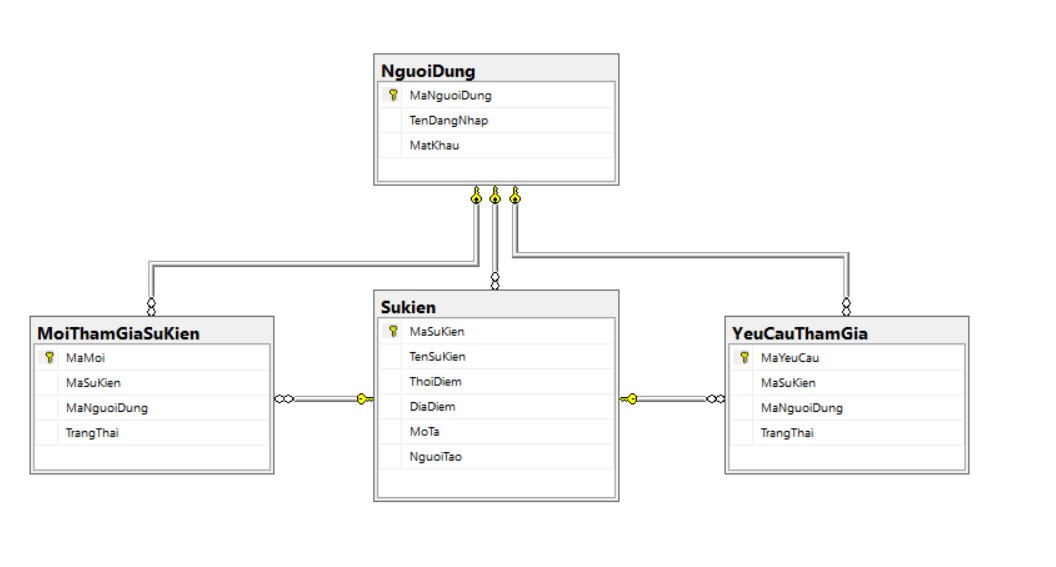 NguoiDung
MaNguoiDung
TenDangNhap
MatKhau
MoiThamGiaSuKien
MaMoi
MaSuKien
MaNguoiDung
TrangThai
Sukien
MaSuKien
TenSuKien
ThoiDiem
DiaDiem
MoTa
NguoiTao
YeuCauThamGia
MaYeuCau
MaSuKien
MaNguoiDung
TrangThai